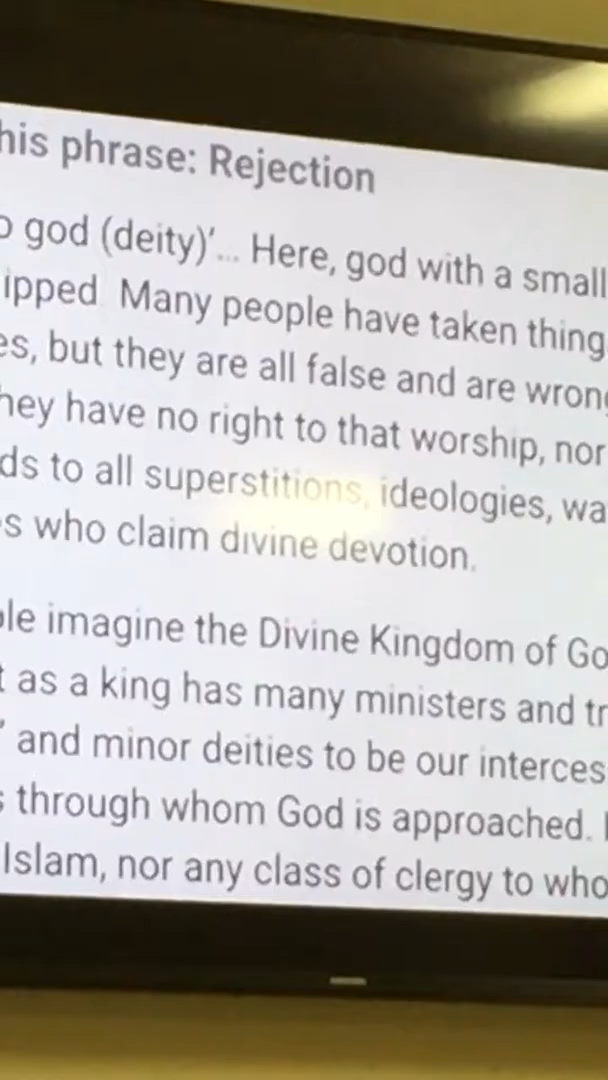 his phrase: Rejection
o god (deity)'... Here, god with a small
ipped Many people have taken thing
es, but they are all false and are wrong
hey have no right to that worship, nor
ds to all superstitions, ideologies, wa
s who claim divine devotion.
ple imagine the Divine Kingdom of Go
t as a king has many ministers and tr
' and minor deities to be our interces
s through whom God is approached.
Islam, nor any class of clergy to who